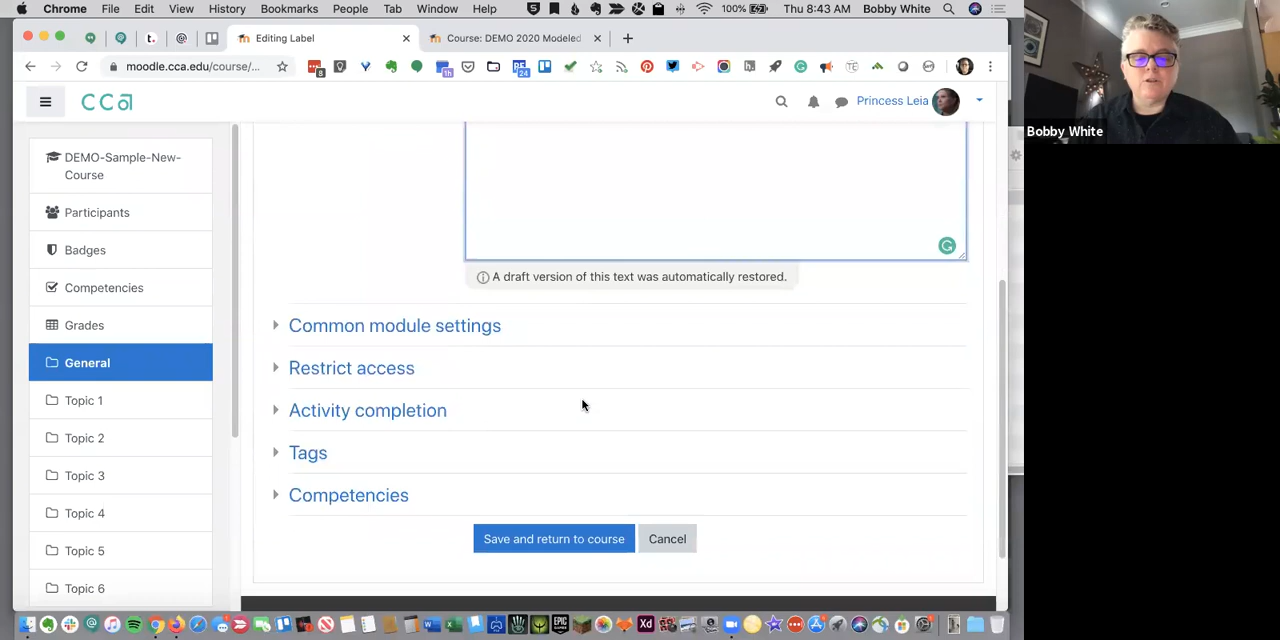 Chrome File Edit View History Bookmarks People Tab Window Help 100% Thu 8:43 AM Bobby White
Editing Label Course: DEMO 2020 Modeled
moodle.cca.edu/course/... 8 24 1h
cca Princess Leia
DEMO-Sample-New-
Course
Participants
Badges
Competencies
Grades
General
Topic 1
Topic 2
Topic 3
Topic 4
Topic 5
Topic 6
A draft version of this text was automatically restored.
Common module settings
Restrict access
Activity completion
Tags
Competencies
Save and return to course Cancel
Bobby White